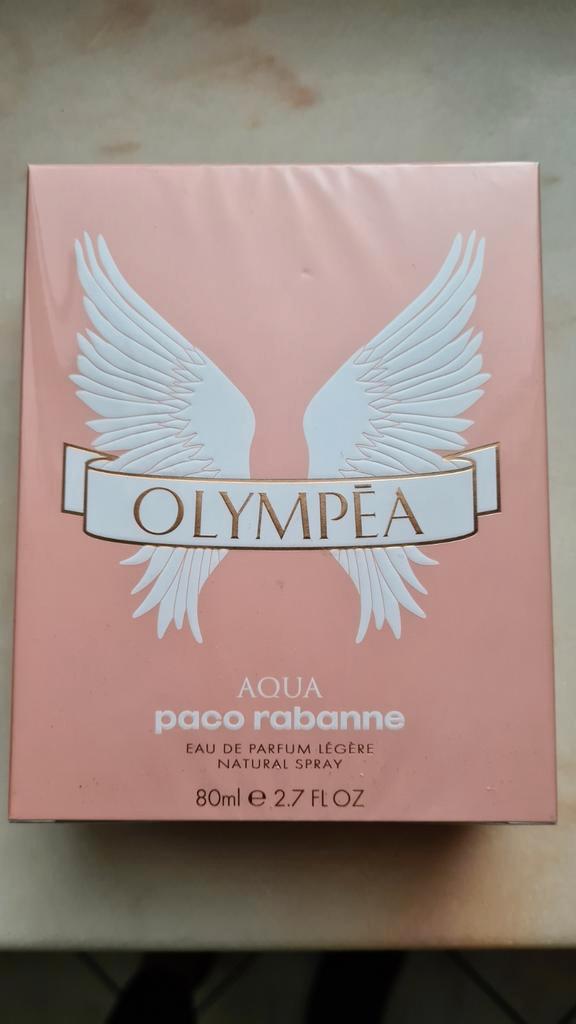 OLYMPĒA
AQUA
paco rabanne
EAU DE PARFUM LÉGÈRE
NATURAL SPRAY
80ml ℮ 2.7 FL OZ